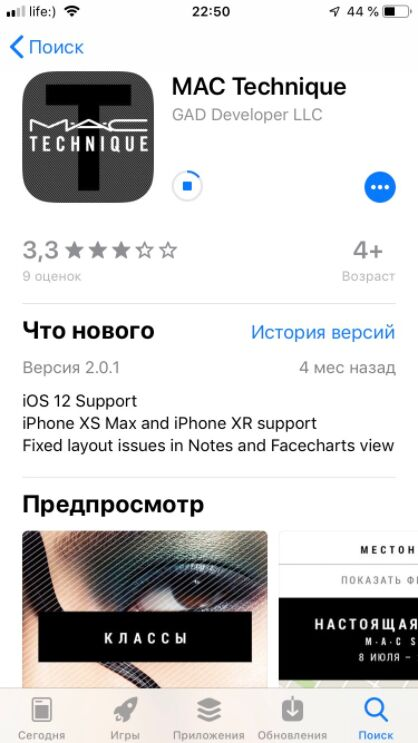 life:) 22:50 44 %
Поиск
T
M·A·C
TECHNIQUE
MAC Technique
GAD Developer LLC
3,3 4+
9 оценок Возраст
Что нового История версий
Версия 2.0.1 4 мес назад
iOS 12 Support
iPhone XS Max and iPhone XR support
Fixed layout issues in Notes and Facecharts view
Предпросмотр
КЛАССЫ
МЕСТОН
ПОКАЗАТЬ Ф
НАСТОЯЩАЯ
M·A·C S
8 ИЮЛЯ –
Сегодня Игры Приложения Обновления Поиск